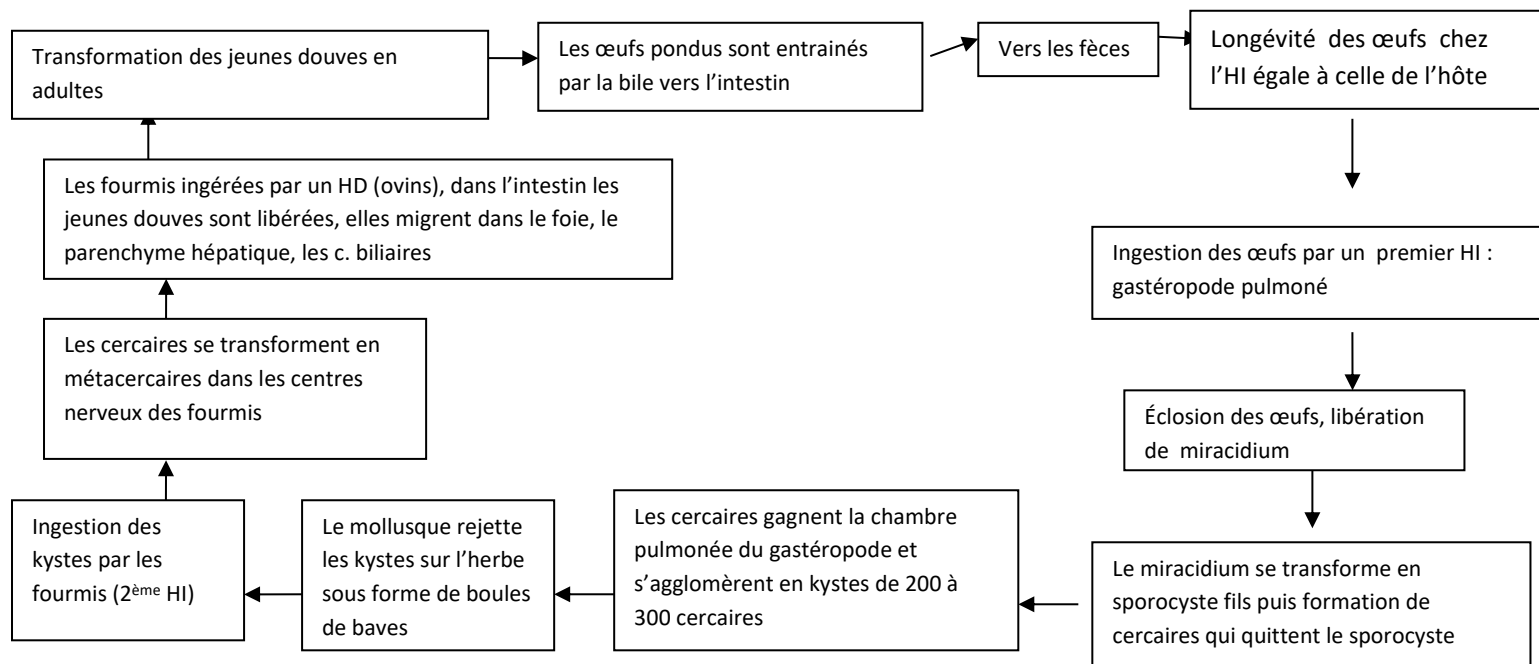 Transformation des jeunes douves en
adultes
Les œufs pondus sont entrainés
par la bile vers l’intestin
Vers les fèces
Longévité des œufs chez
l’HI égale à celle de l’hôte
Ingestion des œufs par un premier HI :
gastéropode pulmoné
Éclosion des œufs, libération
de miracidium
Le miracidium se transforme en
sporocyste fils puis formation de
cercaires qui quittent le sporocyste
Les cercaires gagnent la chambre
pulmonée du gastéropode et
s’agglomèrent en kystes de 200 à
300 cercaires
Le mollusque rejette
les kystes sur l’herbe
sous forme de boules
de baves
Ingestion des
kystes par les
fourmis (2ème HI)
Les cercaires se transforment en
métacercaires dans les centres
nerveux des fourmis
Les fourmis ingérées par un HD (ovins), dans l’intestin les
jeunes douves sont libérées, elles migrent dans le foie, le
parenchyme hépatique, les c. biliaires